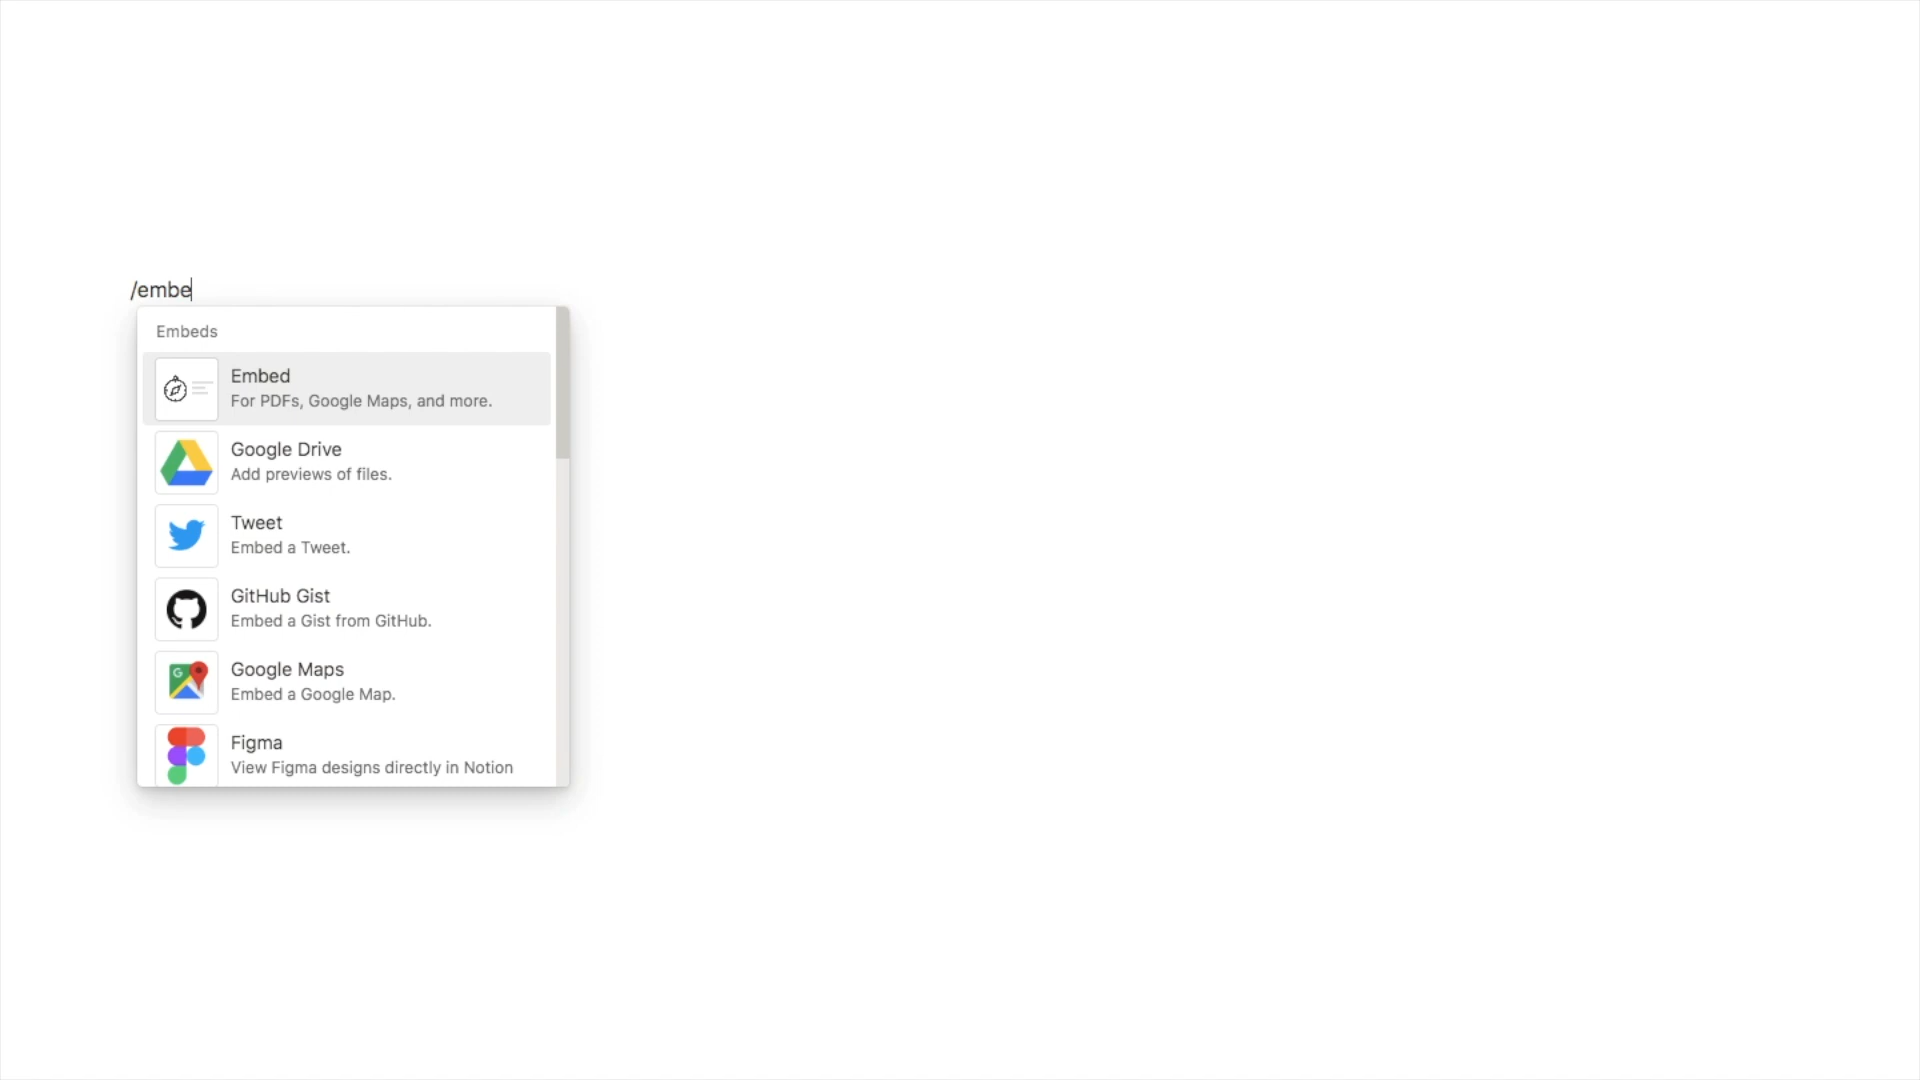 /embe
Embeds
Embed
For PDFs, Google Maps, and more.
Google Drive
Add previews of files.
Tweet
Embed a Tweet.
GitHub Gist
Embed a Gist from GitHub.
G
Google Maps
Embed a Google Map.
Figma
View Figma designs directly in Notion